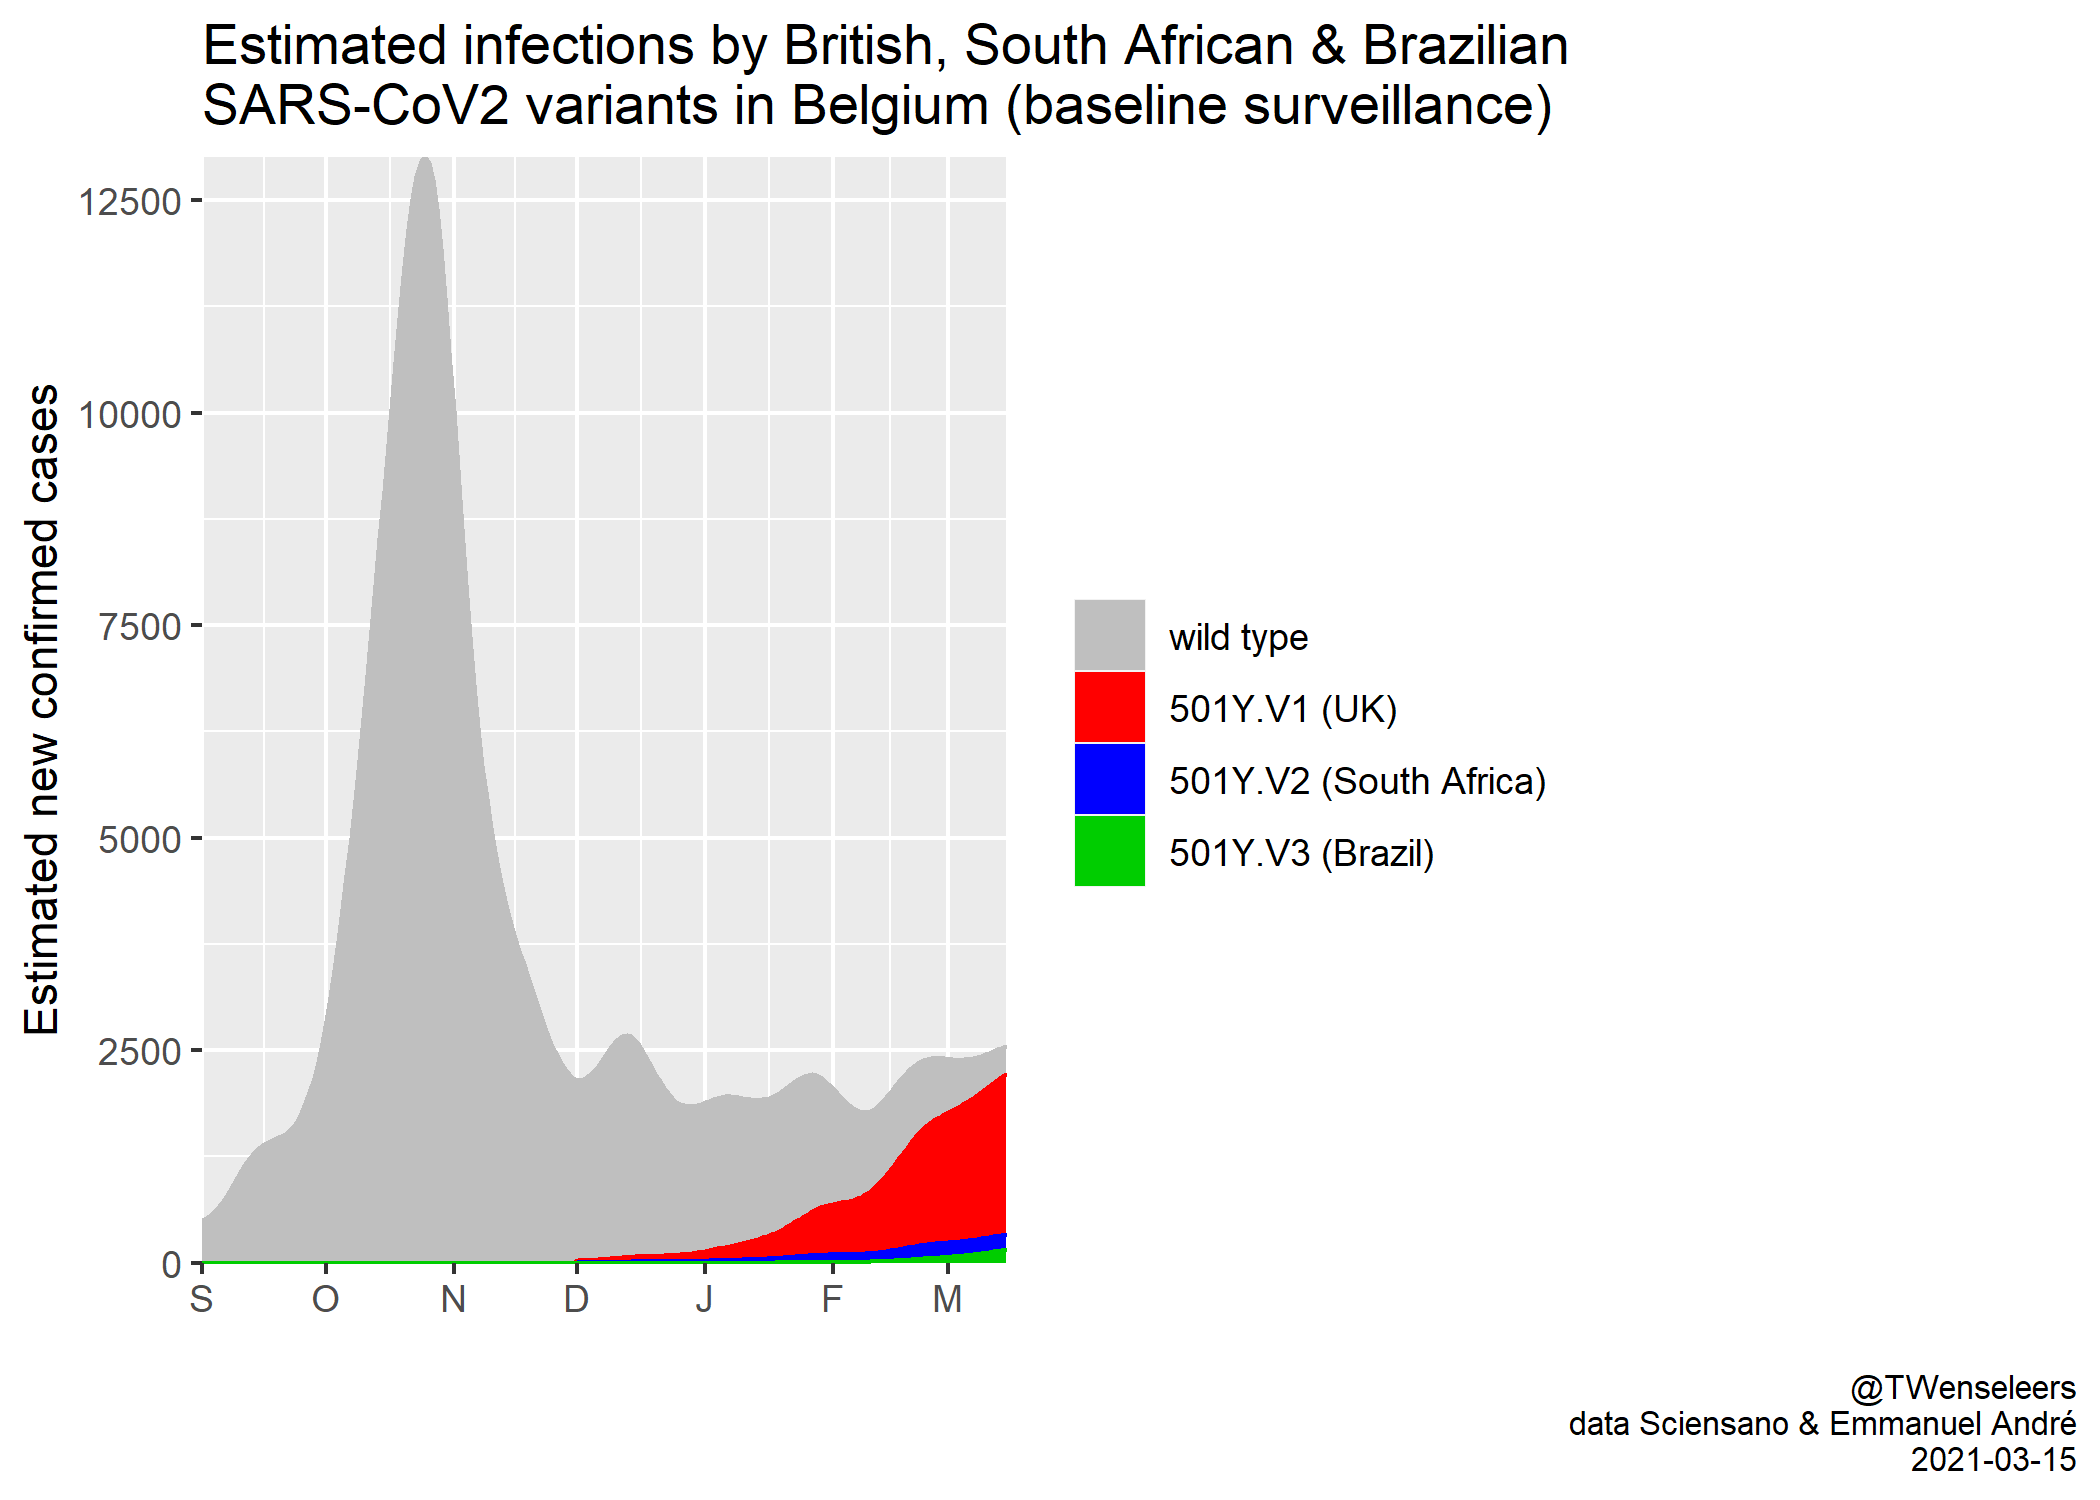 Estimated infections by British, South African & Brazilian
SARS-CoV2 variants in Belgium (baseline surveillance)
Estimated new confirmed cases
12500
10000
7500
5000
2500
0
S
O
N
D
J
F
M
wild type
501Y.V1 (UK)
501Y.V2 (South Africa)
501Y.V3 (Brazil)
@TWenseleers
data Sciensano & Emmanuel André
2021-03-15